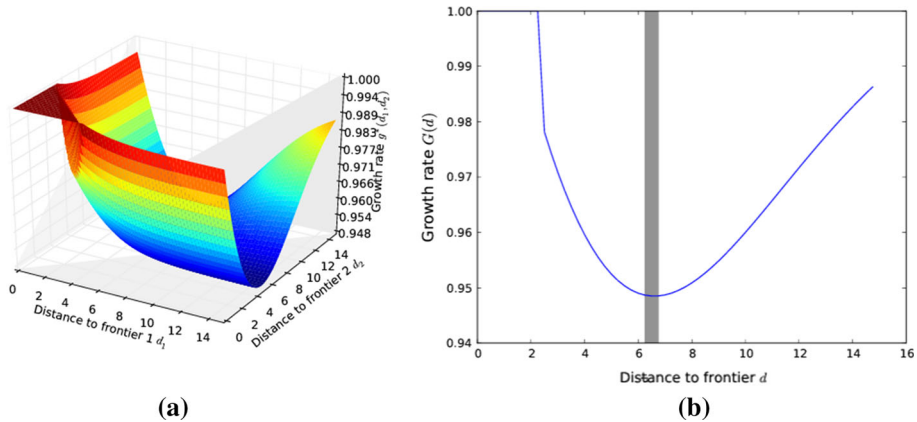 1.000
0.994
0.989
0.983
0.977
0.971
0.966
0.960
0.954
0.948
Growth rate g*(d₁,d₂)
0 2 4 6 8 10 12 14
Distance to frontier 1 d₁
0 2 4 6 8 10 12 14
Distance to frontier 2 d₂
(a)
1.00
0.99
0.98
0.97
0.96
0.95
0.94
Growth rate G(d)
0 2 4 6 8 10 12 14 16
Distance to frontier d
(b)